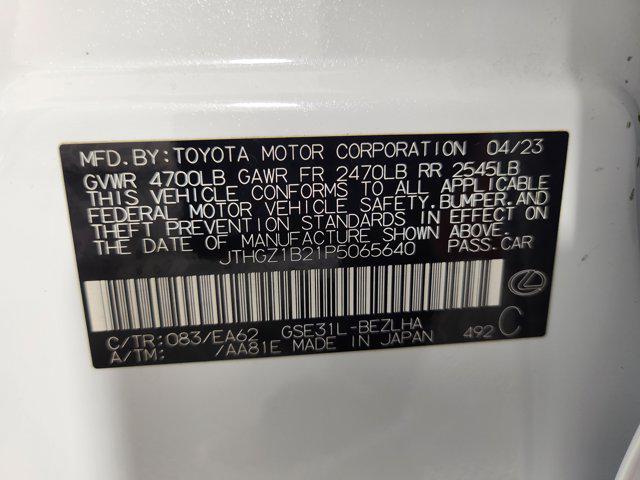 MFD. BY: TOYOTA MOTOR CORPORATION 04/23
GVWR 4700LB GAWR FR 2470LB RR 2545LB
THIS VEHICLE CONFORMS TO ALL APPLICABLE
FEDERAL MOTOR VEHICLE SAFETY, BUMPER, AND
THEFT PREVENTION STANDARDS IN EFFECT ON
THE DATE OF MANUFACTURE SHOWN ABOVE.
JTHGZ1B21P5065640 PASS. CAR
C/TR: 083/EA62 GSE31L-BEZLHA
A/TM: /AA81E MADE IN JAPAN 492 C